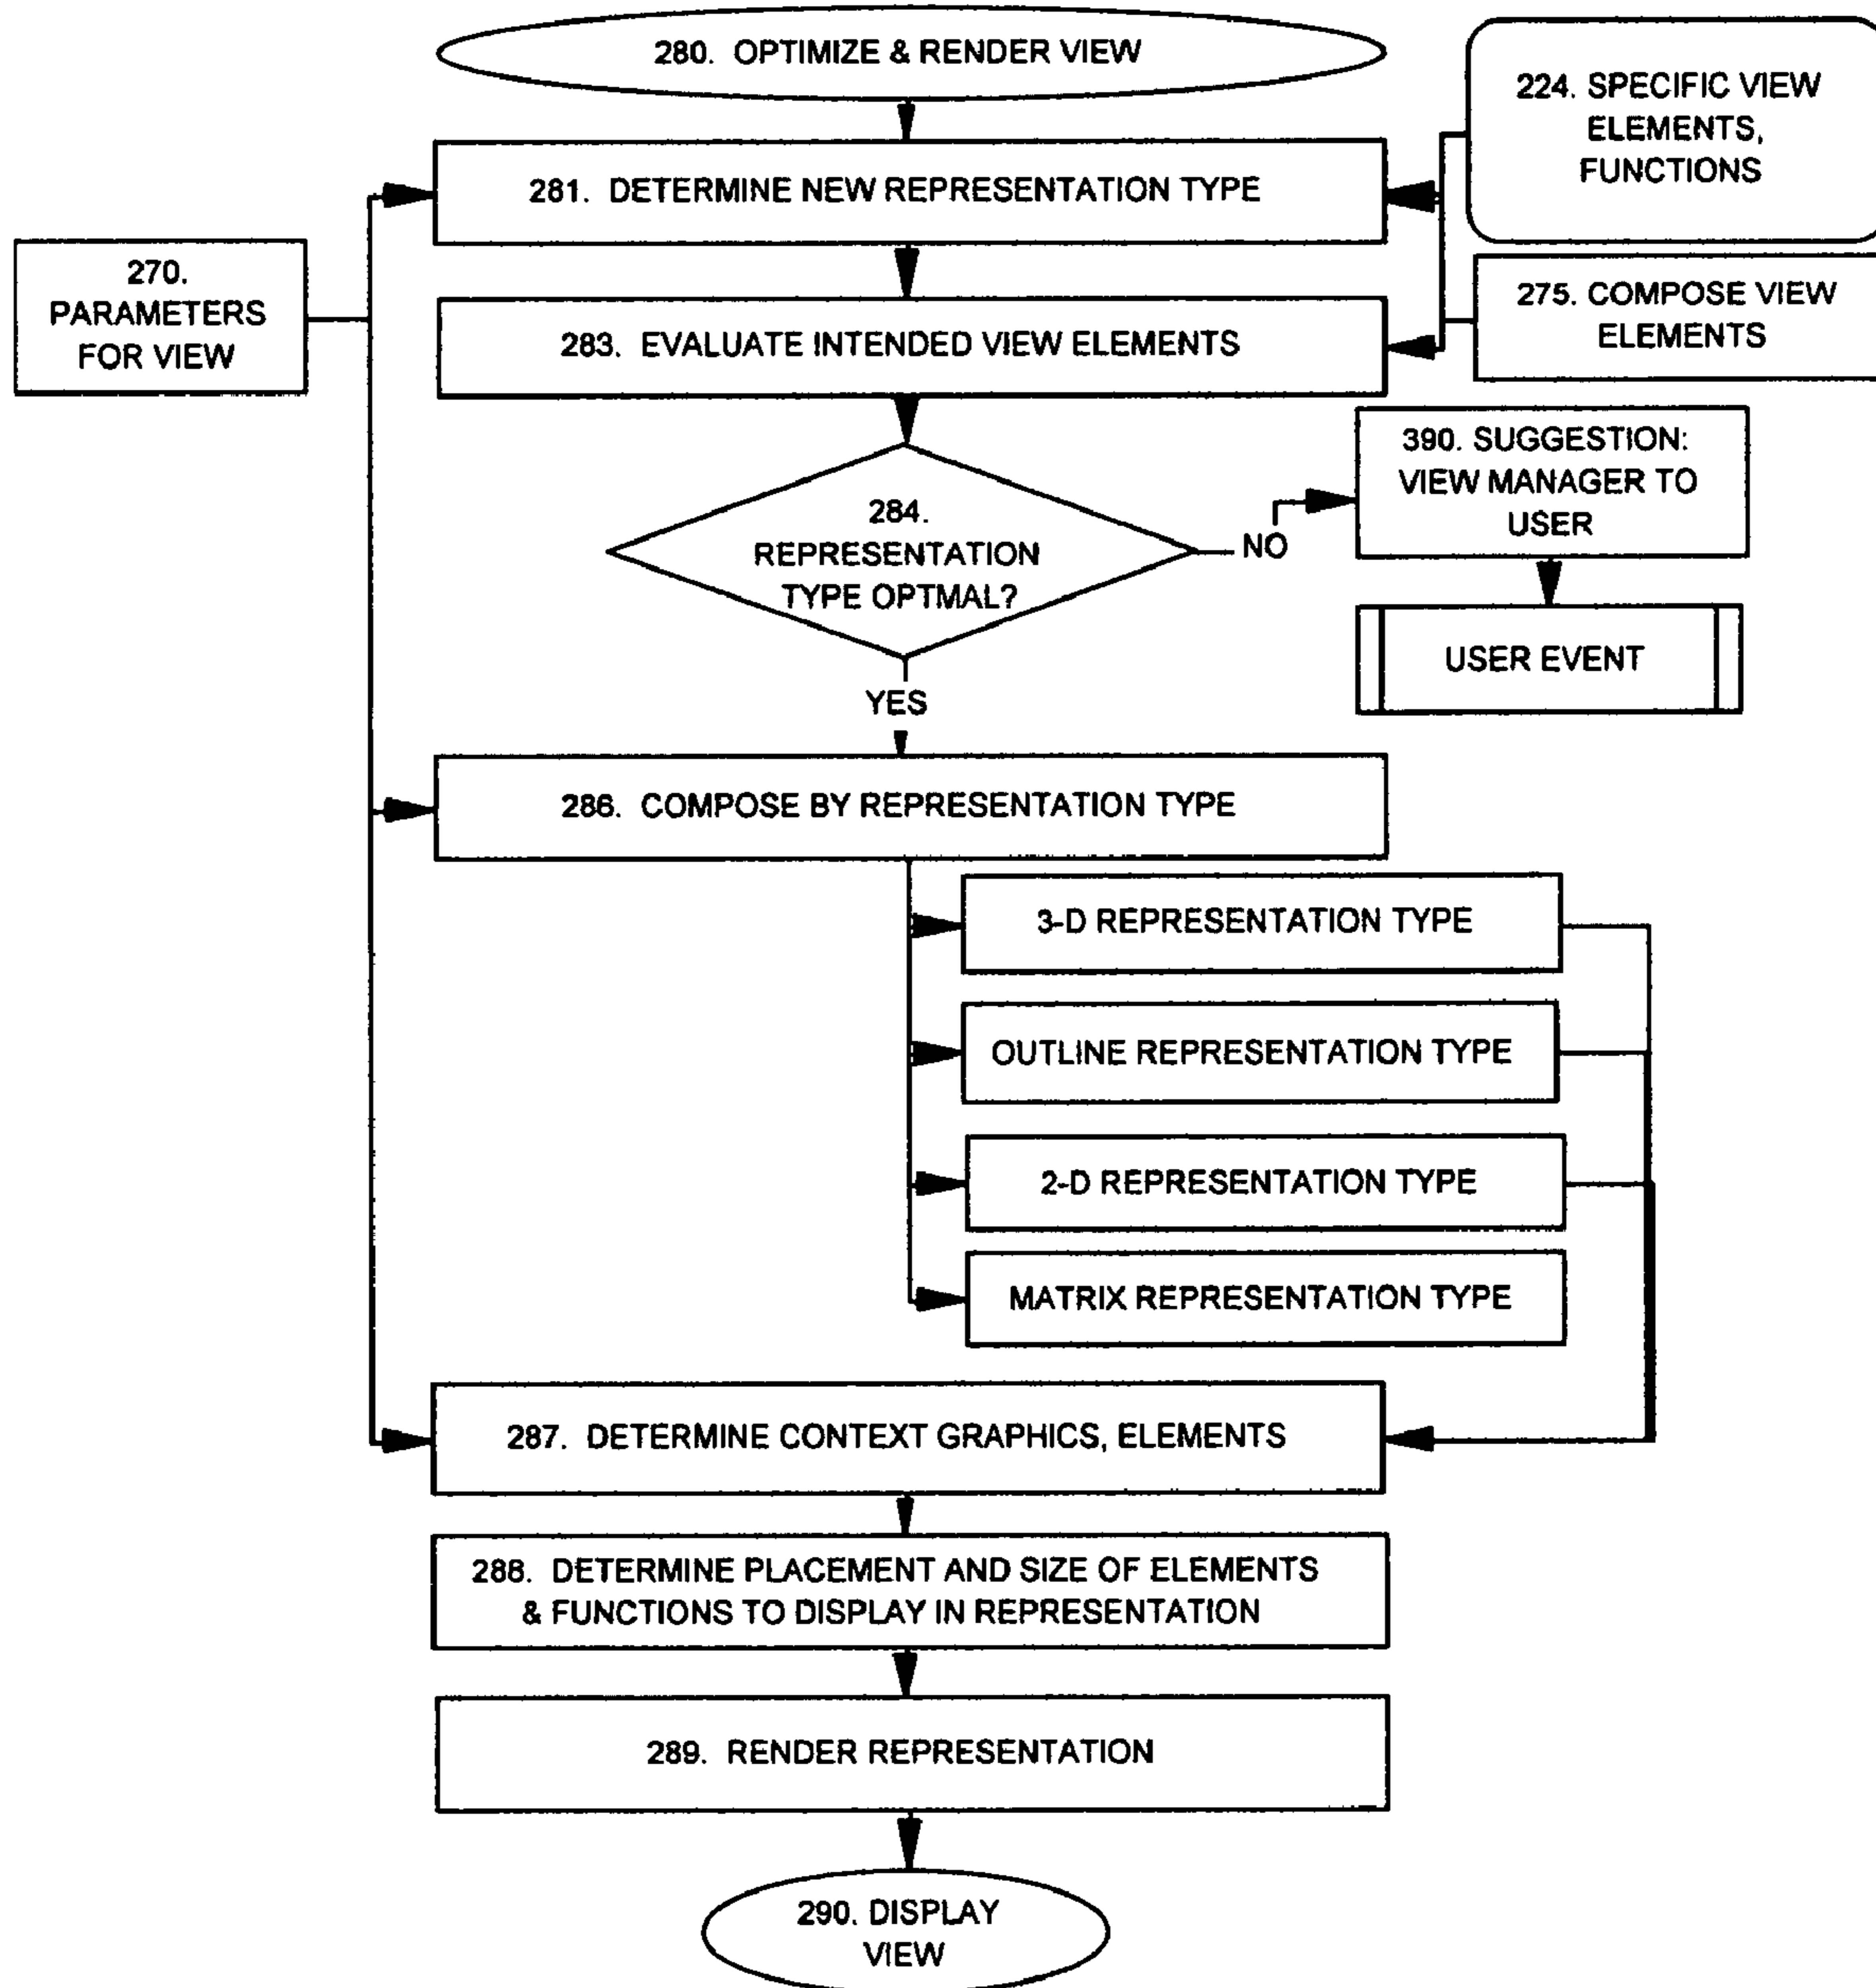 280. OPTIMIZE & RENDER VIEW
224. SPECIFIC VIEW
ELEMENTS,
FUNCTIONS
281. DETERMINE NEW REPRESENTATION TYPE
270.
PARAMETERS
FOR VIEW
275. COMPOSE VIEW
ELEMENTS
283. EVALUATE INTENDED VIEW ELEMENTS
390. SUGGESTION:
VIEW MANAGER TO
USER
284.
REPRESENTATION
TYPE OPTMAL?
NO
USER EVENT
YES
286. COMPOSE BY REPRESENTATION TYPE
3-D REPRESENTATION TYPE
OUTLINE REPRESENTATION TYPE
2-D REPRESENTATION TYPE
MATRIX REPRESENTATION TYPE
287. DETERMINE CONTEXT GRAPHICS, ELEMENTS
288. DETERMINE PLACEMENT AND SIZE OF ELEMENTS
& FUNCTIONS TO DISPLAY IN REPRESENTATION
289. RENDER REPRESENTATION
290. DISPLAY
VIEW